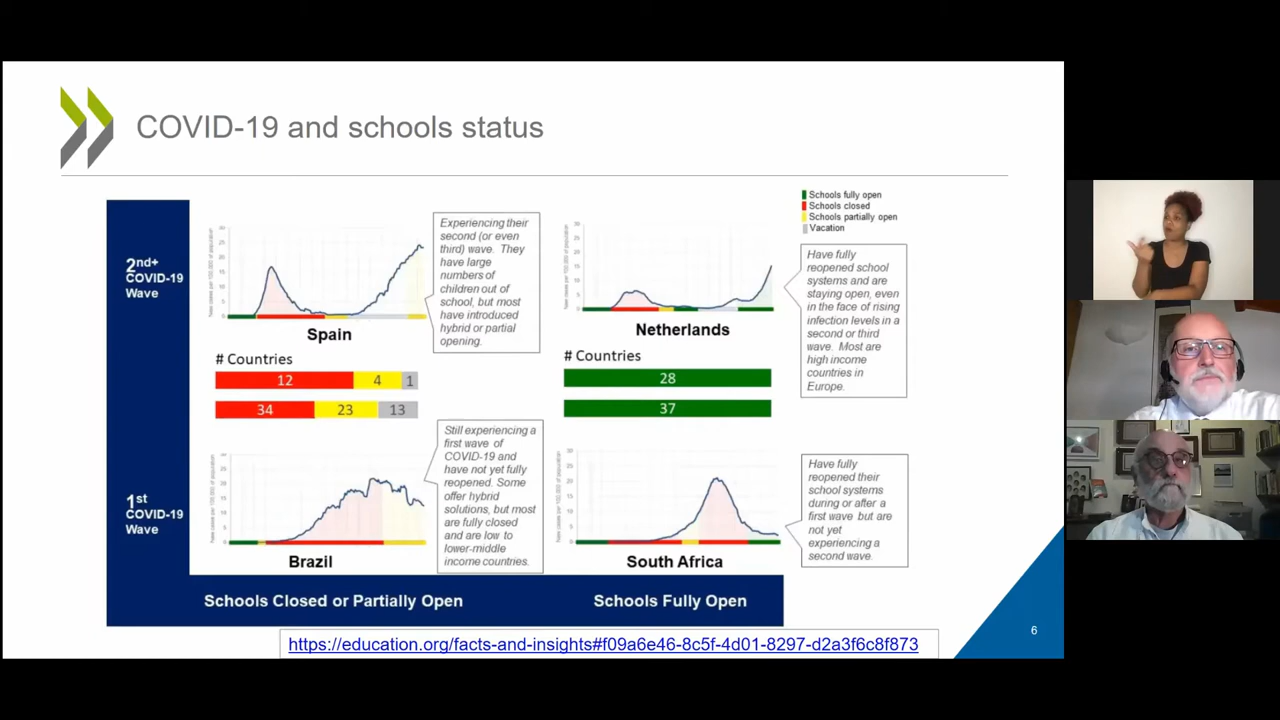 COVID-19 and schools status
Schools fully open
Schools closed
Schools partially open
Vacation
2nd+
COVID-19
Wave
Spain
Experiencing their
second (or even
third) wave. They
have large
numbers of
children out of
school, but most
have introduced
hybrid or partial
opening.
Netherlands
Have fully
reopened school
systems and are
staying open, even
in the face of rising
infection levels in a
second or third
wave. Most are
high income
countries in
Europe.
# Countries
12 4 1
34 23 13
# Countries
28
37
1st
COVID-19
Wave
Brazil
Still experiencing a
first wave of
COVID-19 and
have not yet fully
reopened. Some
offer hybrid
solutions, but most
are fully closed
and are low to
lower-middle
income countries.
South Africa
Have fully
reopened their
school systems
during or after a
first wave but are
not yet
experiencing a
second wave.
Schools Closed or Partially Open
Schools Fully Open
https://education.org/facts-and-insights#f09a6e46-8c5f-4d01-8297-d2a3f6c8f873
6